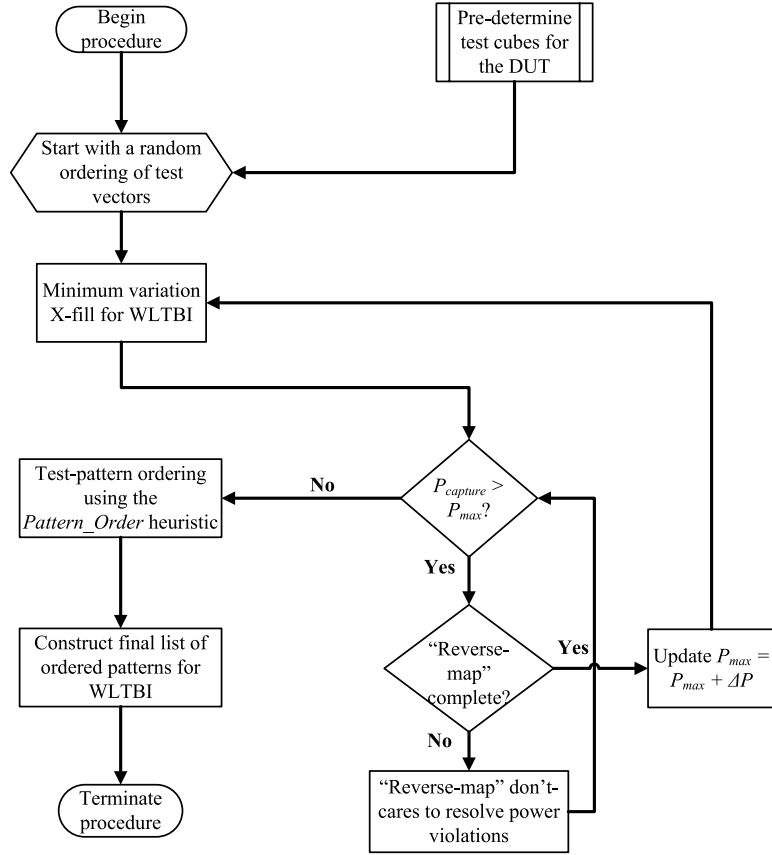 Begin
procedure
Pre-determine
test cubes for
the DUT
Start with a random
ordering of test
vectors
Minimum variation
X-fill for WLTBI
Test-pattern ordering
using the
Pattern_Order heuristic
No
P_capture >
P_max?
Yes
Construct final list of
ordered patterns for
WLTBI
“Reverse-
map”
complete?
Yes
Update P_max =
P_max + ΔP
No
Terminate
procedure
“Reverse-map” don’t-
cares to resolve power
violations